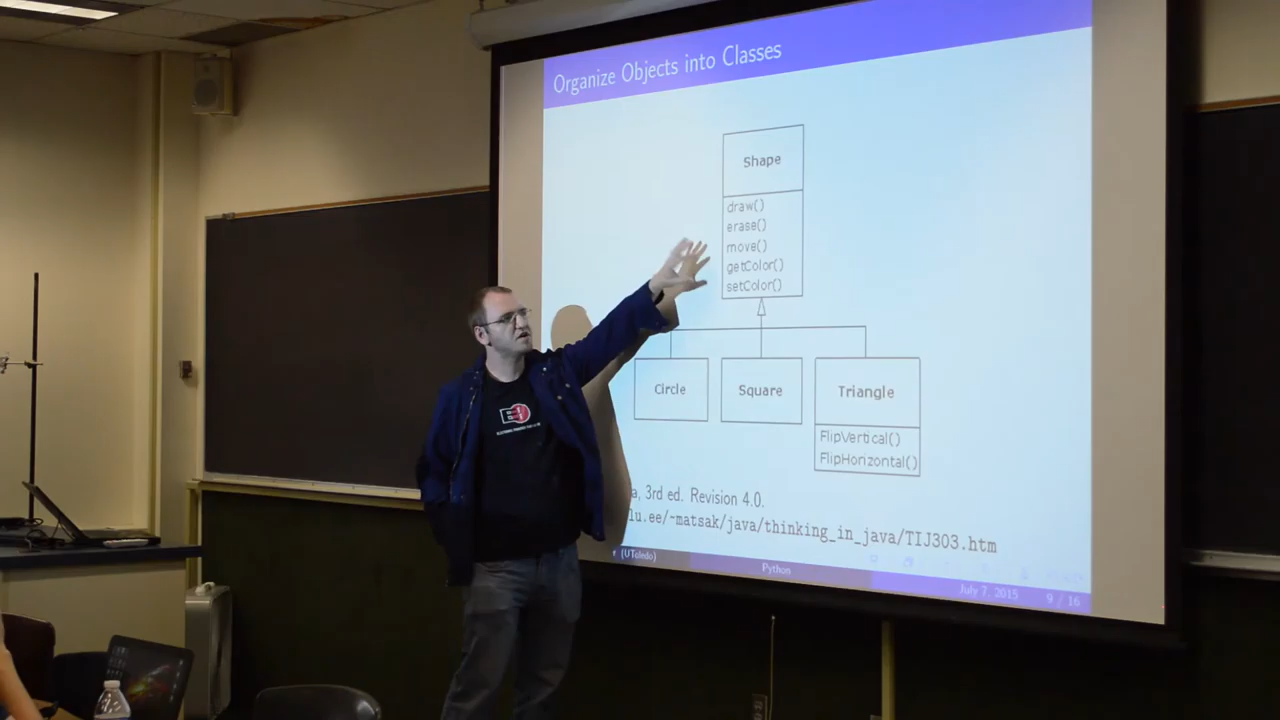 Organize Objects into Classes
Shape
draw()
erase()
move()
getColor()
setColor()
Circle
Square
Triangle
FlipVertical()
FlipHorizontal()
a, 3rd ed. Revision 4.0.
lu.ee/~matsak/java/thinking_in_java/TIJ303.htm
r (UToledo)
Python
July 7, 2015
9 / 16